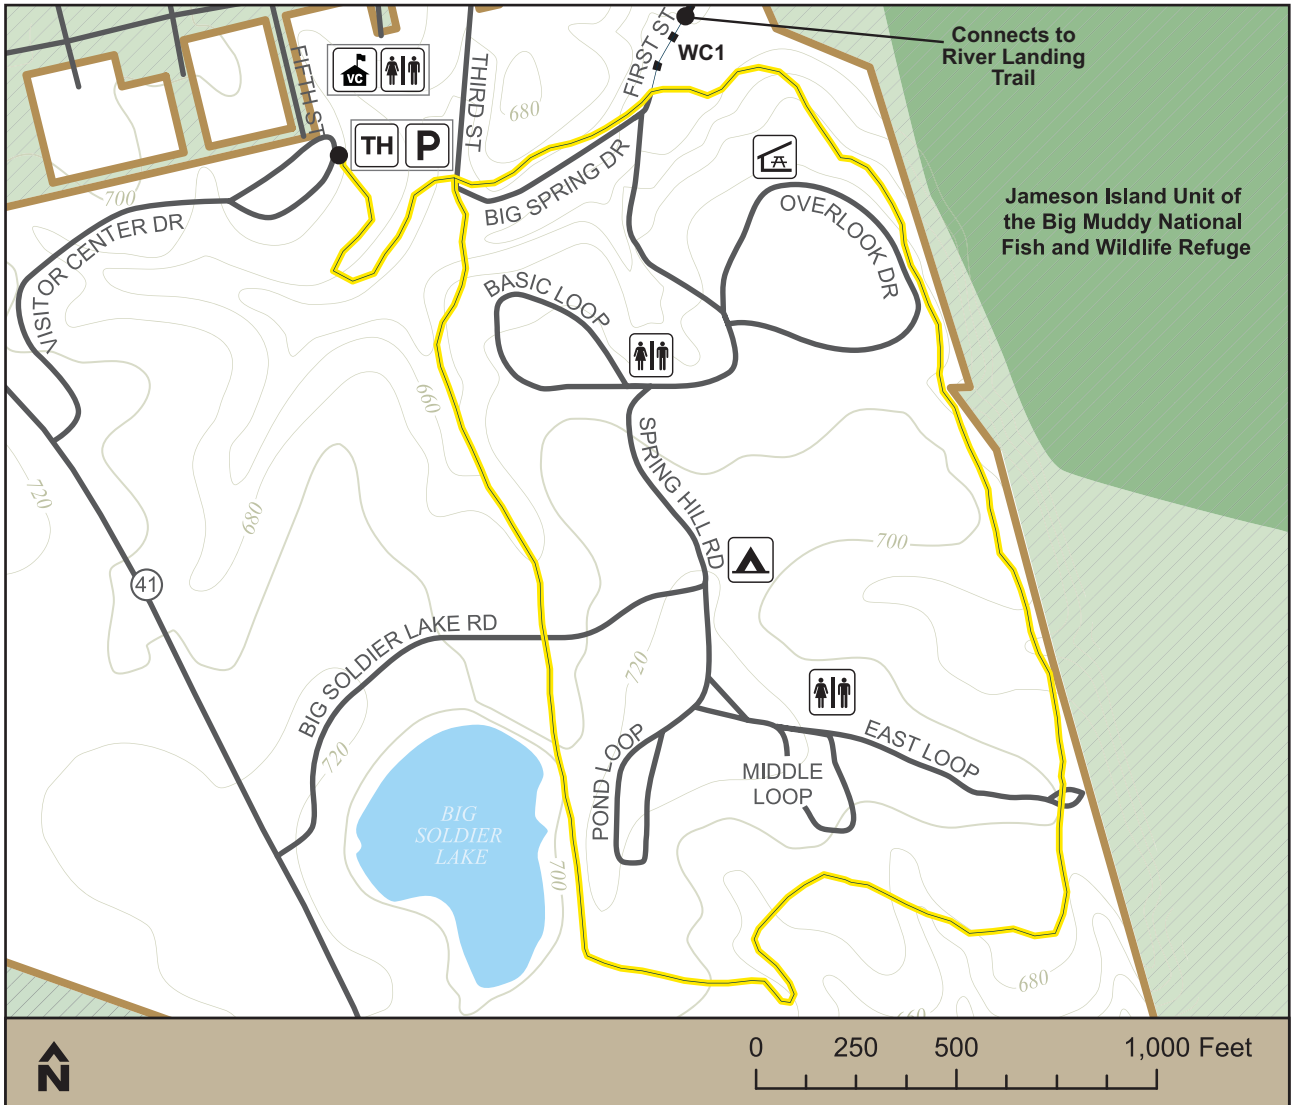 FIFTH ST
VC
THIRD ST
FIRST ST
WC1
Connects to
River Landing
Trail
TH
P
680
700
Jameson Island Unit of
the Big Muddy National
Fish and Wildlife Refuge
BIG SPRING DR
OVERLOOK DR
VISITOR CENTER DR
BASIC LOOP
660
SPRING HILL RD
720
680
700
41
BIG SOLDIER LAKE RD
720
720
POND LOOP
EAST LOOP
MIDDLE
LOOP
BIG
SOLDIER
LAKE
700
680
660
N
0 250 500 1,000 Feet